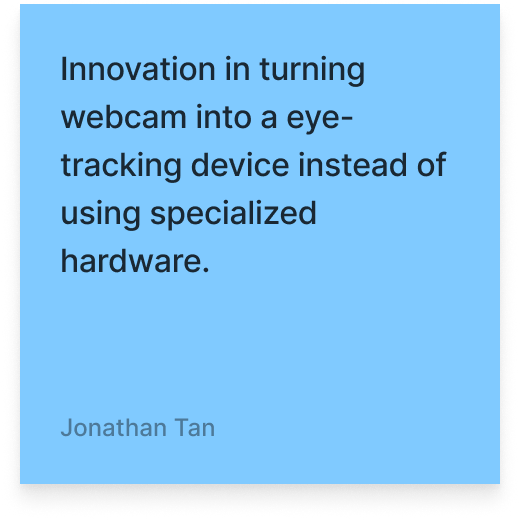 Innovation in turning
webcam into a eye-
tracking device instead of
using specialized
hardware.
Jonathan Tan